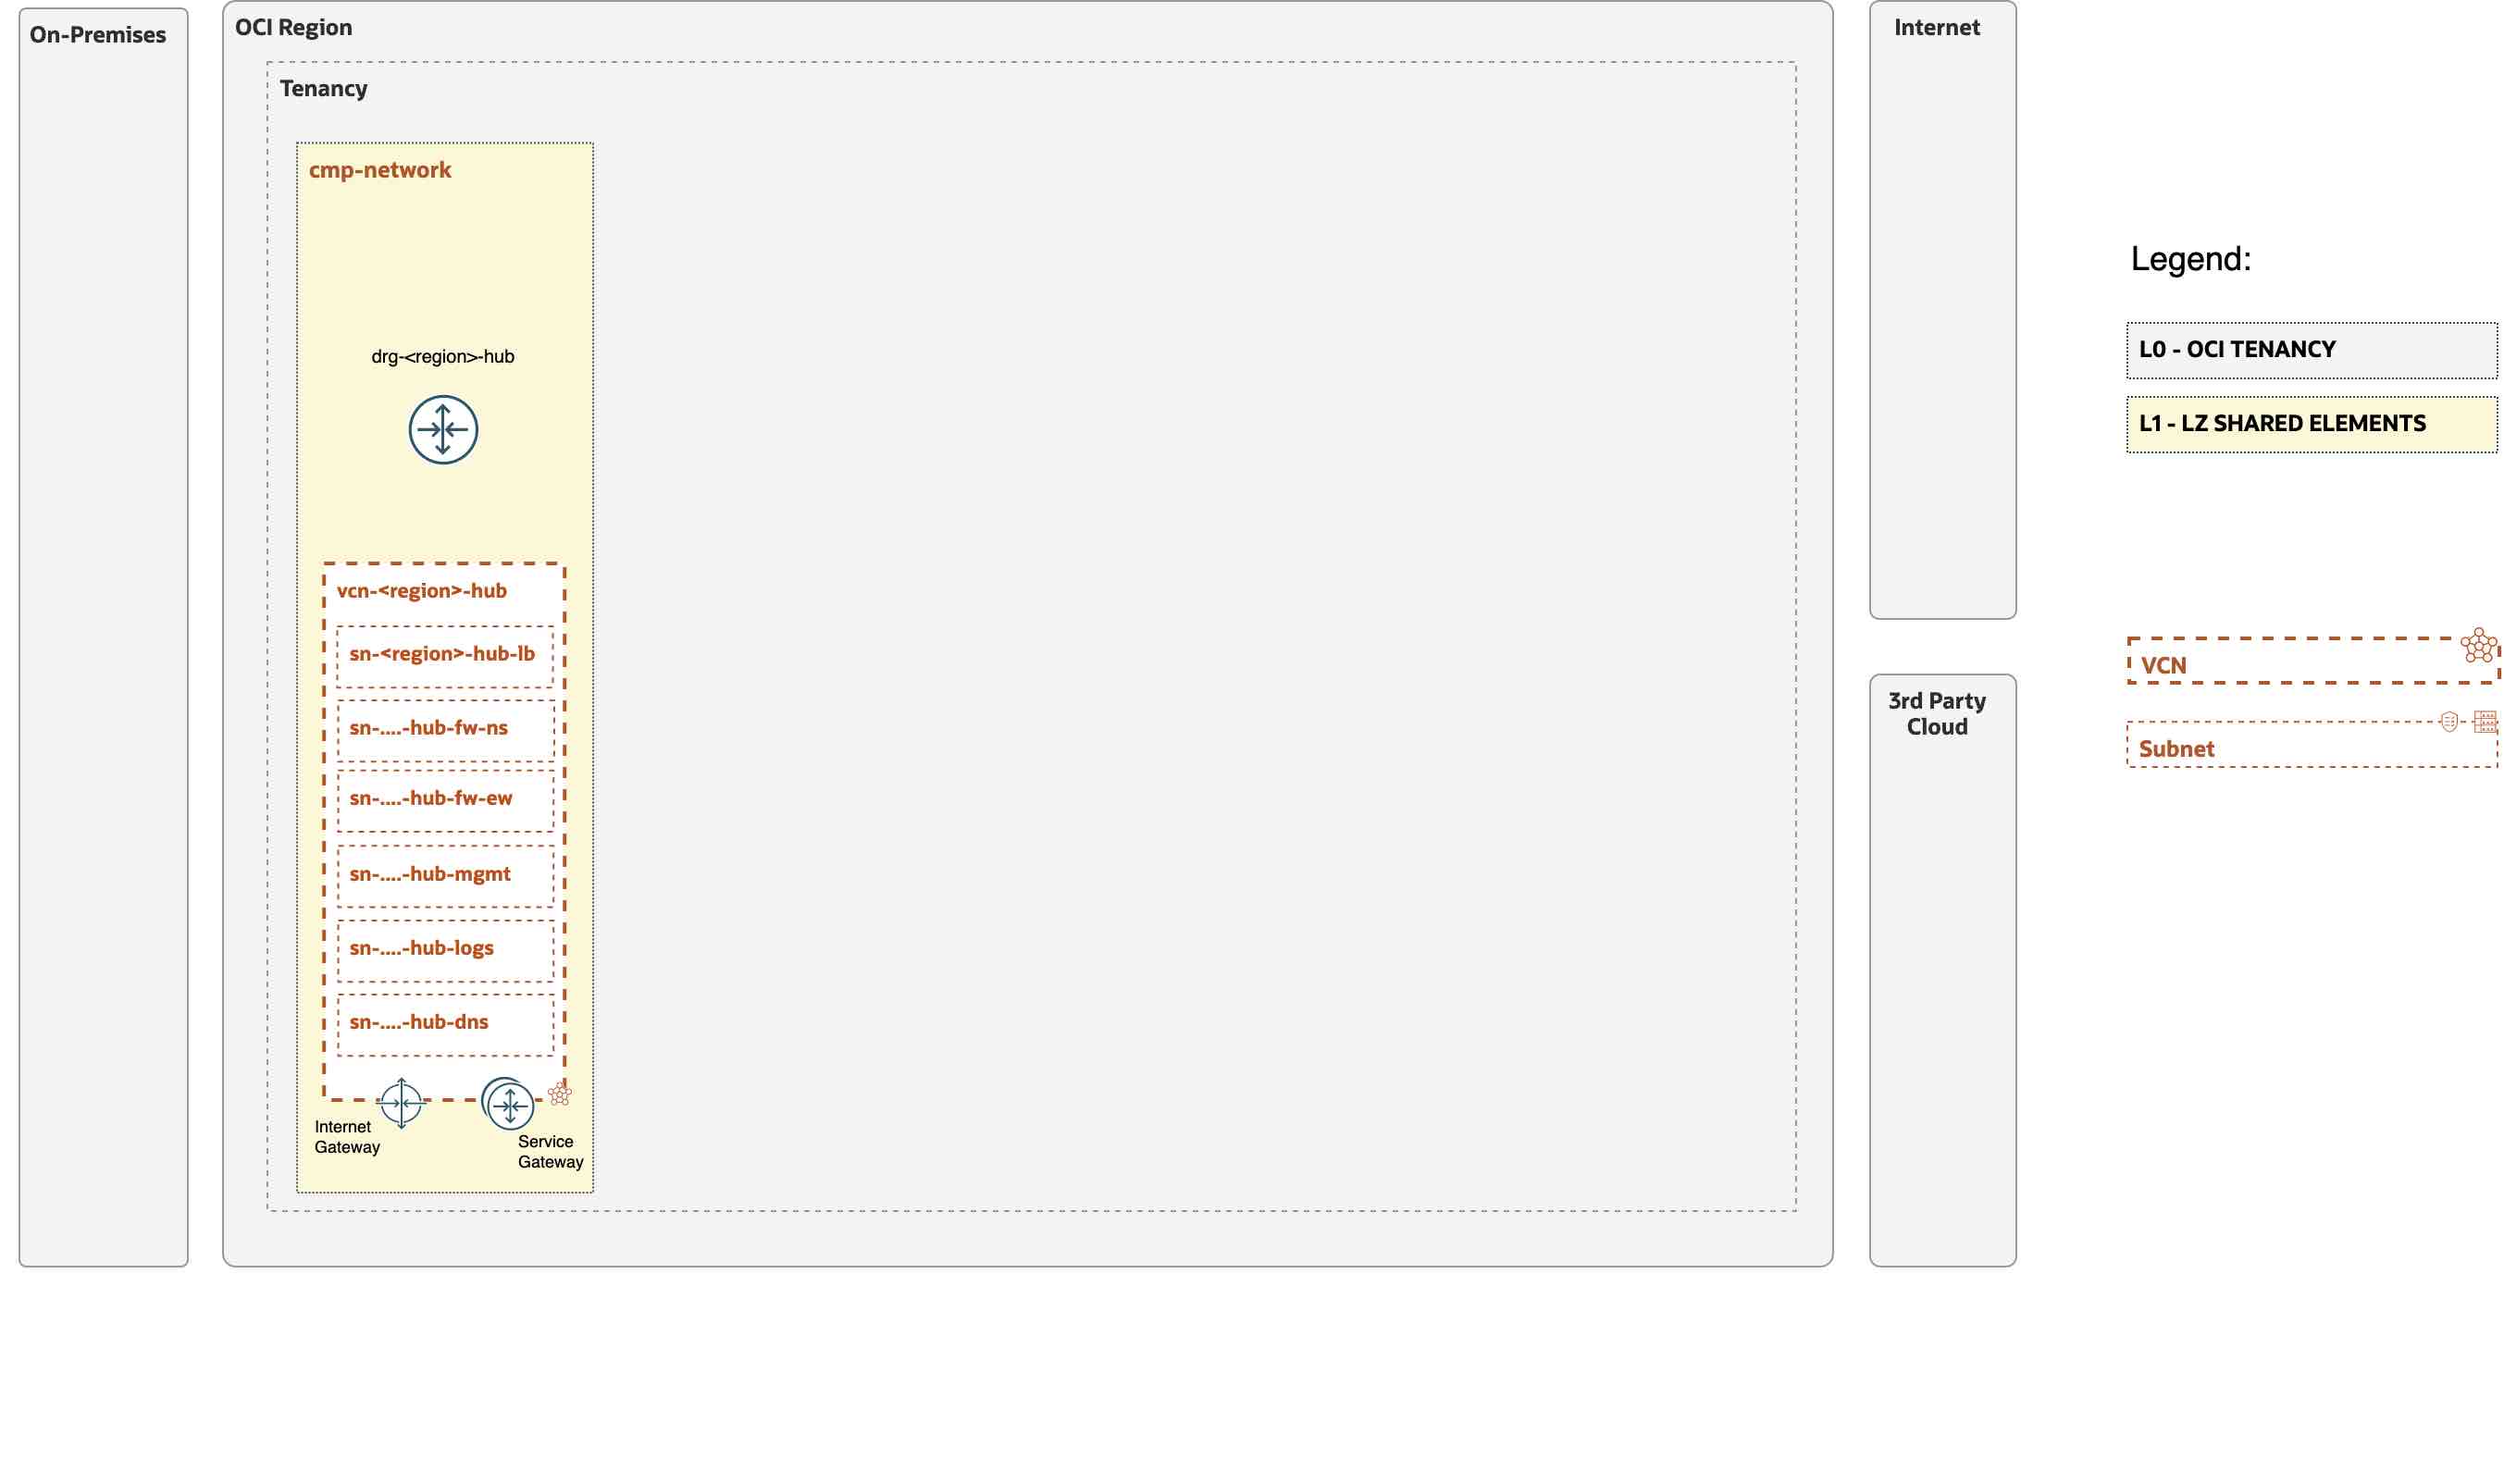 On-Premises
OCI Region
Tenancy
cmp-network
drg-<region>-hub
vcn-<region>-hub
sn-<region>-hub-lb
sn-....-hub-fw-ns
sn-....-hub-fw-ew
sn-....-hub-mgmt
sn-....-hub-logs
sn-....-hub-dns
Internet
Gateway
Service
Gateway
Internet
3rd Party
Cloud
Legend:
L0 - OCI TENANCY
L1 - LZ SHARED ELEMENTS
VCN
Subnet